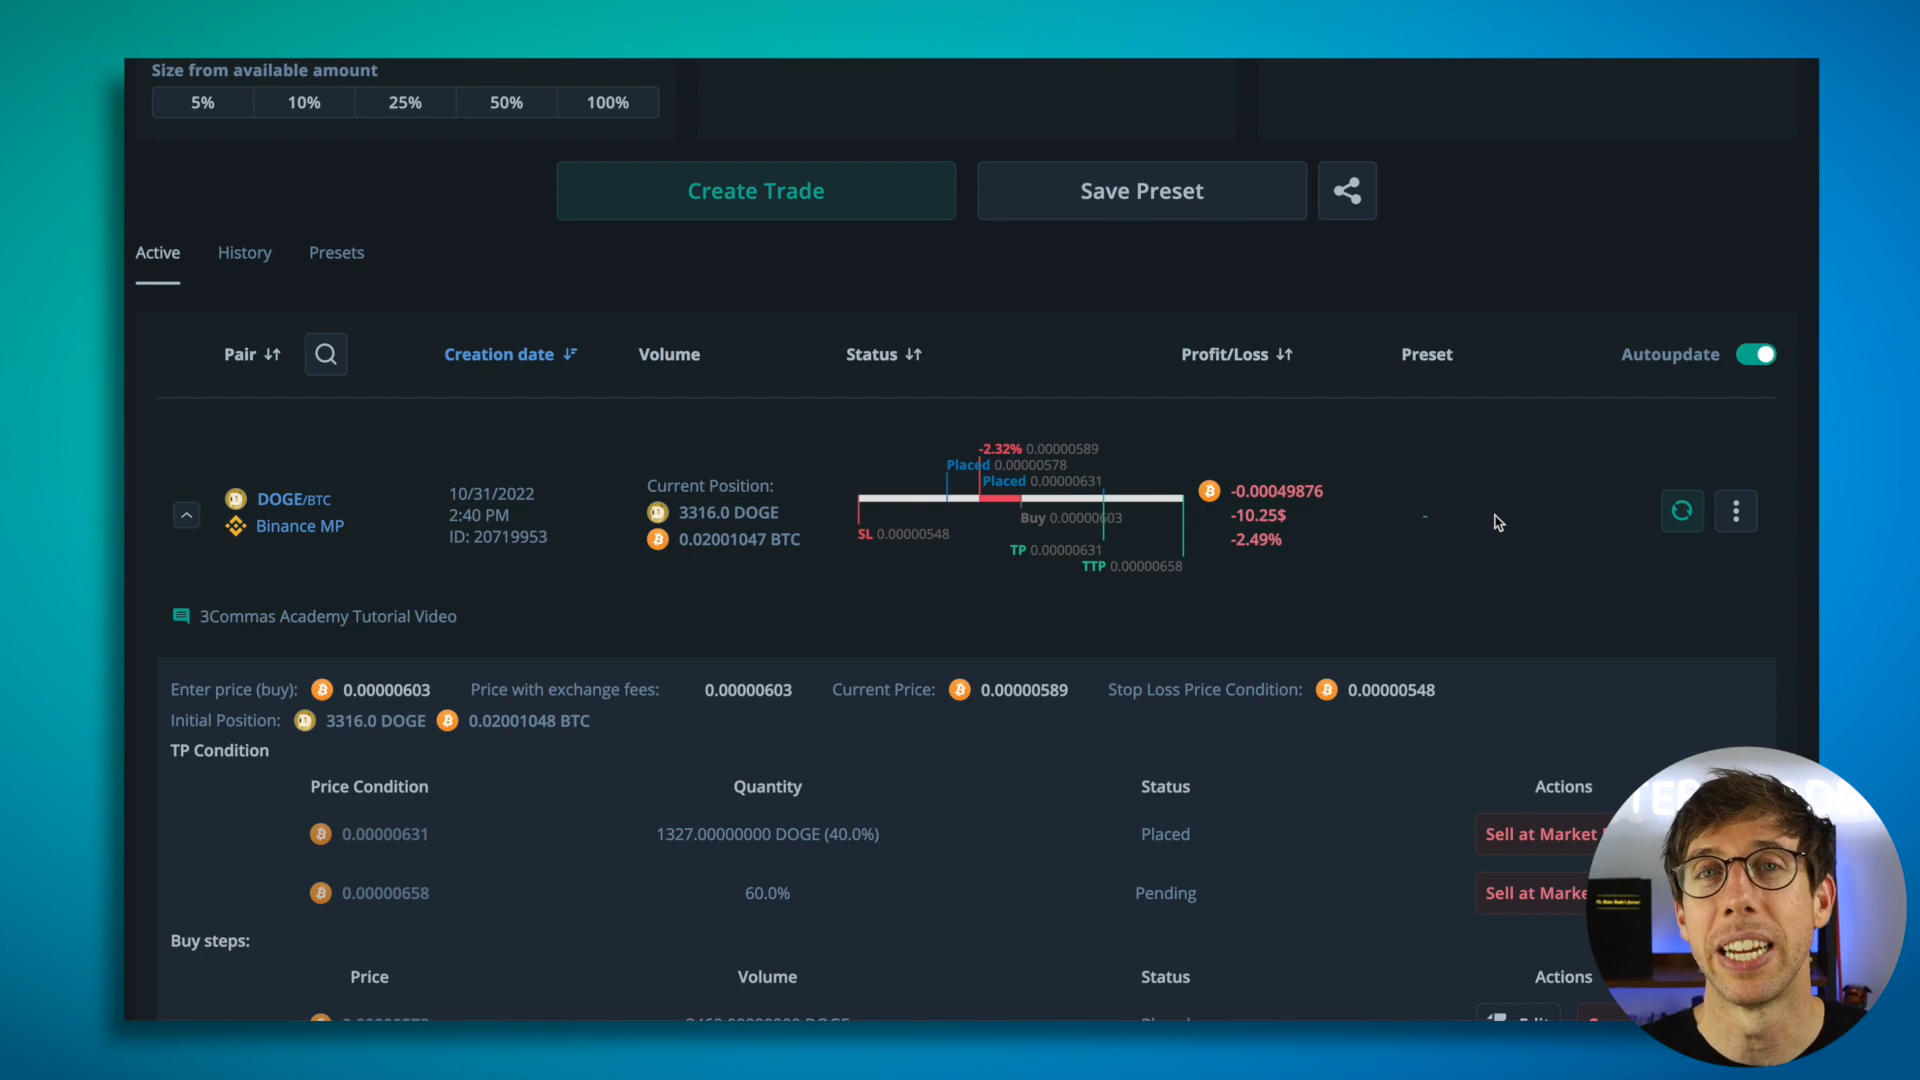 Size from available amount
5% 10% 25% 50% 100%
Create Trade Save Preset
Active History Presets
Pair Creation date Volume Status Profit/Loss Preset Autoupdate
-2.32% 0.00000589
Placed 0.00000578
Placed 0.00000631
DOGE/BTC
Binance MP
10/31/2022
2:40 PM
ID: 20719953
Current Position:
3316.0 DOGE
0.02001047 BTC
Buy 0.00000603
SL 0.00000548
TP 0.00000631
TTP 0.00000658
-0.00049876
-10.25$
-2.49%
-
3Commas Academy Tutorial Video
Enter price (buy): 0.00000603 Price with exchange fees: 0.00000603 Current Price: 0.00000589 Stop Loss Price Condition: 0.00000548
Initial Position: 3316.0 DOGE 0.02001048 BTC
TP Condition
Price Condition Quantity Status Actions
0.00000631 1327.00000000 DOGE (40.0%) Placed Sell at Market
0.00000658 60.0% Pending Sell at Marke
Buy steps:
Price Volume Status Actions